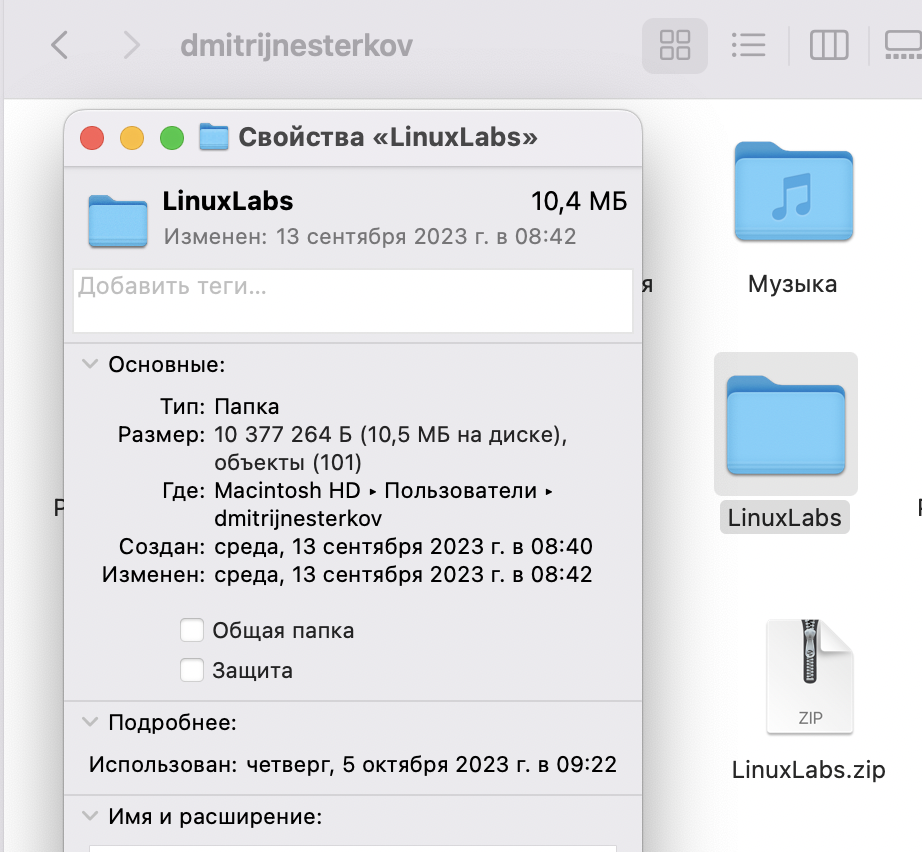 dmitrijnesterkov
Свойства «LinuxLabs»
LinuxLabs 10,4 МБ
Изменен: 13 сентября 2023 г. в 08:42
Добавить теги...
Основные:
Тип: Папка
Размер: 10 377 264 Б (10,5 МБ на диске),
объекты (101)
Где: Macintosh HD ▸ Пользователи ▸
dmitrijnesterkov
Создан: среда, 13 сентября 2023 г. в 08:40
Изменен: среда, 13 сентября 2023 г. в 08:42
Общая папка
Защита
Подробнее:
Использован: четверг, 5 октября 2023 г. в 09:22
Имя и расширение:
я
Музыка
LinuxLabs
ZIP
LinuxLabs.zip